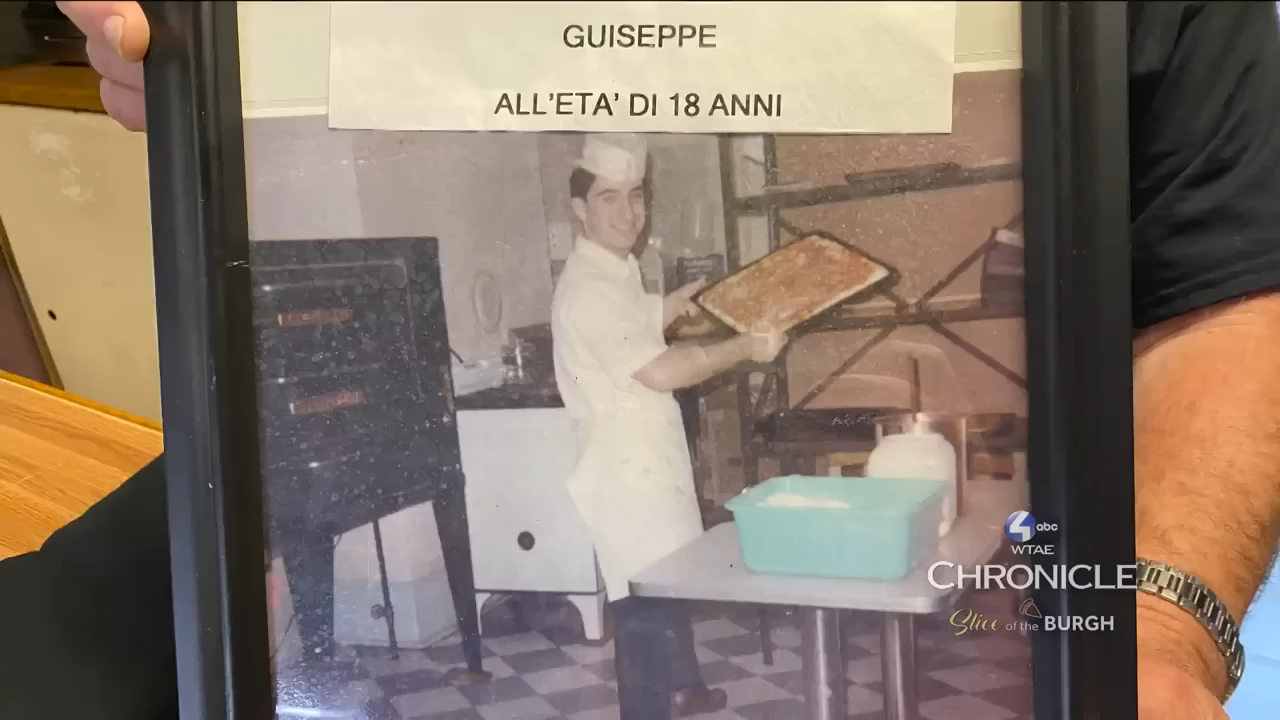 GUISEPPE
ALL'ETA' DI 18 ANNI
4 abc
WTAE
CHRONICLE
Slice of the BURGH